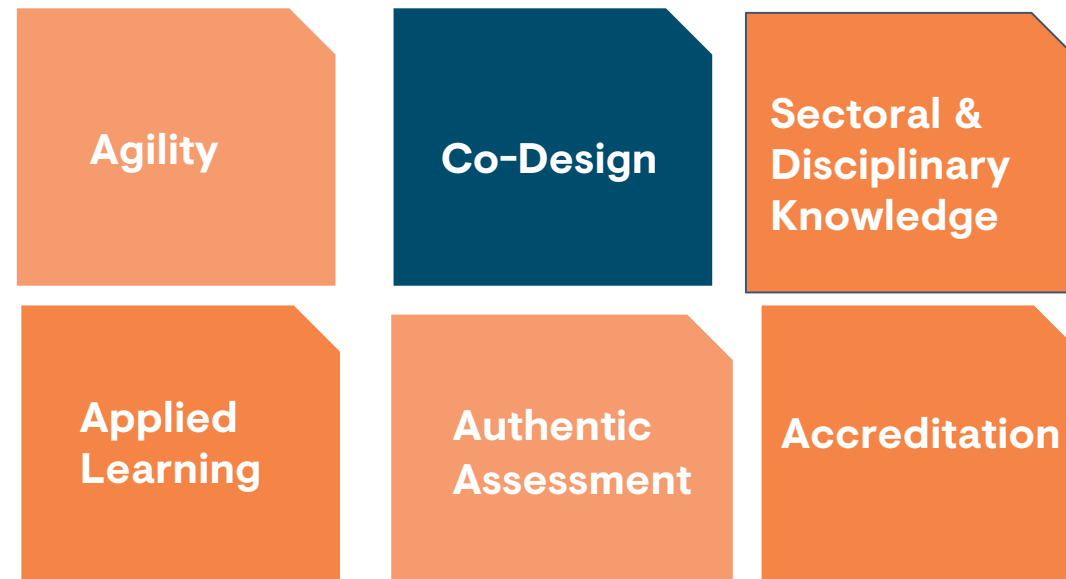 Agility
Co-Design
Sectoral &
Disciplinary
Knowledge
Applied
Learning
Authentic
Assessment
Accreditation